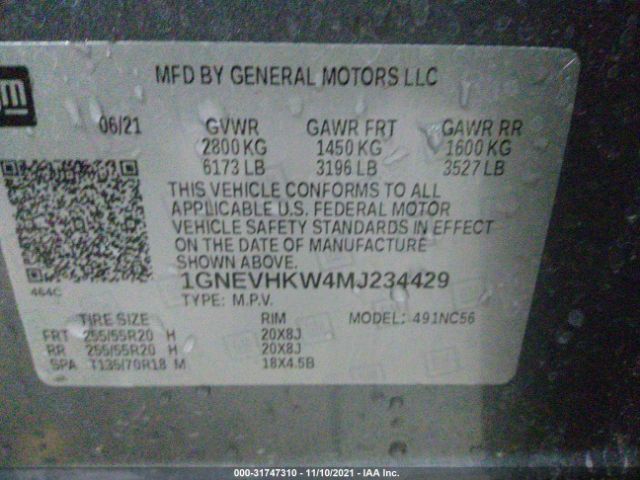 gm
MFD BY GENERAL MOTORS LLC
06/21 GVWR GAWR FRT GAWR RR
2800 KG 1450 KG 1600 KG
6173 LB 3196 LB 3527 LB
THIS VEHICLE CONFORMS TO ALL
APPLICABLE U.S. FEDERAL MOTOR
VEHICLE SAFETY STANDARDS IN EFFECT
ON THE DATE OF MANUFACTURE
SHOWN ABOVE.
464C
1GNEVHKW4MJ234429
TYPE: M.P.V.
TIRE SIZE RIM MODEL: 491NC56
FRT 255/55R20 H 20X8J
RR 255/55R20 H 20X8J
SPA T135/70R18 M 18X4.5B
000-31747310 - 11/10/2021 - IAA Inc.